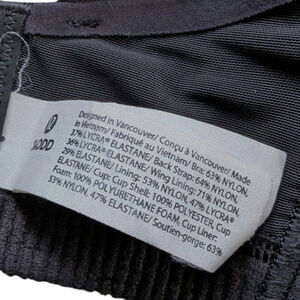 Designed in Vancouver/ Conçu à Vancouver/ Made
in Vietnam/ Fabriqué au Vietnam/ Bra: 63% NYLON,
37% LYCRA® ELASTANE/ Back Strap: 64% NYLON,
36% LYCRA® ELASTANE/ Wing Lining: 71% NYLON,
29% ELASTANE/ Lining: 53% NYLON, 47%
ELASTANE/ Cup: Cup Shell: 100% POLYESTER, Cup
Foam: 100% POLYURETHANE FOAM, Cup Liner:
53% NYLON, 47% ELASTANE/ Soutien-gorge: 63%